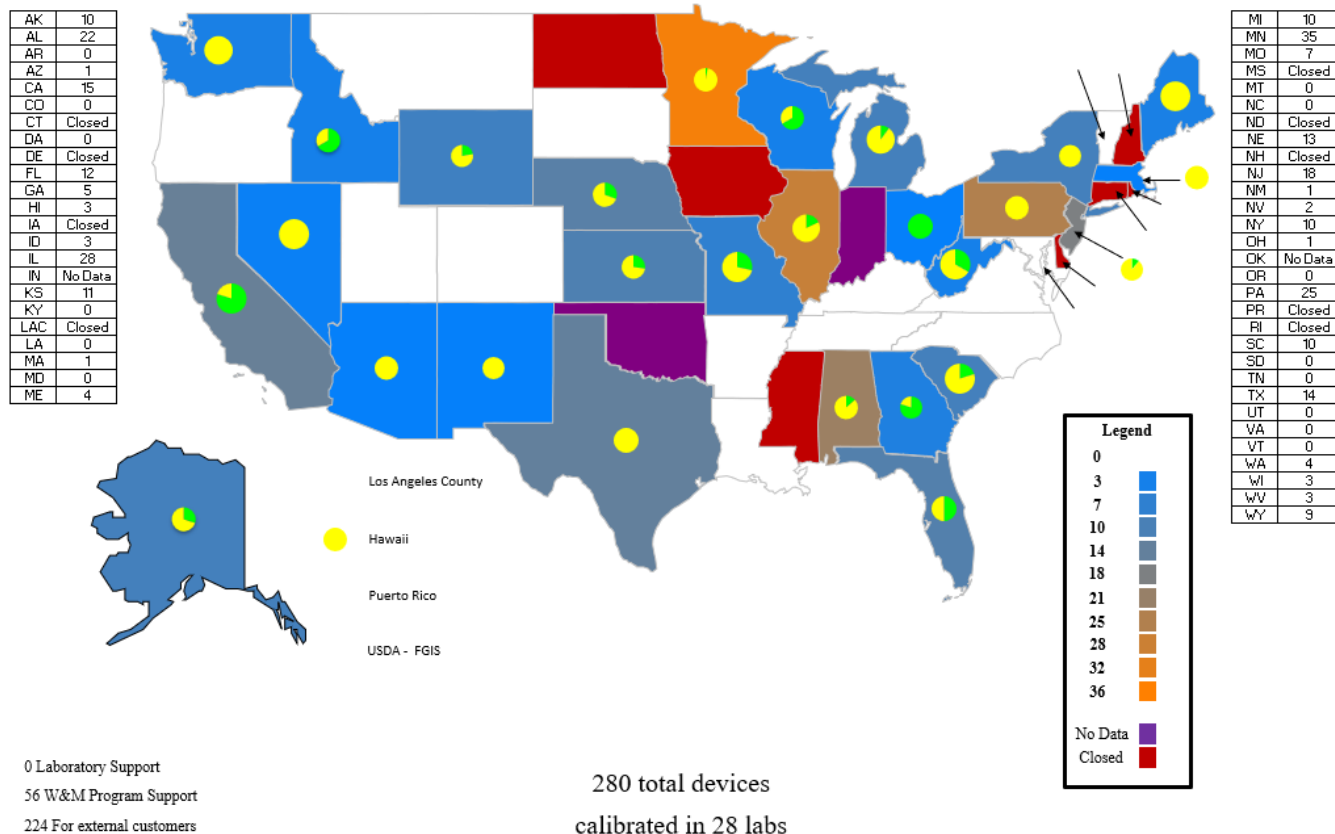 AK 10
AL 22
AR 0
AZ 1
CA 15
CO 0
CT Closed
DA 0
DE Closed
FL 12
GA 5
HI 3
IA Closed
ID 3
IL 28
IN No Data
KS 11
KY 0
LAC Closed
LA 0
MA 1
MD 0
ME 4
MI 10
MN 35
MO 7
MS Closed
MT 0
NC 0
ND Closed
NE 13
NH Closed
NJ 18
NM 1
NV 2
NY 10
OH 1
OK No Data
OR 0
PA 25
PR Closed
RI Closed
SC 10
SD 0
TN 0
TX 14
UT 0
VA 0
VT 0
WA 4
WI 3
WV 3
WY 9
Los Angeles County
Hawaii
Puerto Rico
USDA - FGIS
Legend
0
3
7
10
14
18
21
25
28
32
36
No Data
Closed
0 Laboratory Support
56 W&M Program Support
224 For external customers
280 total devices
calibrated in 28 labs